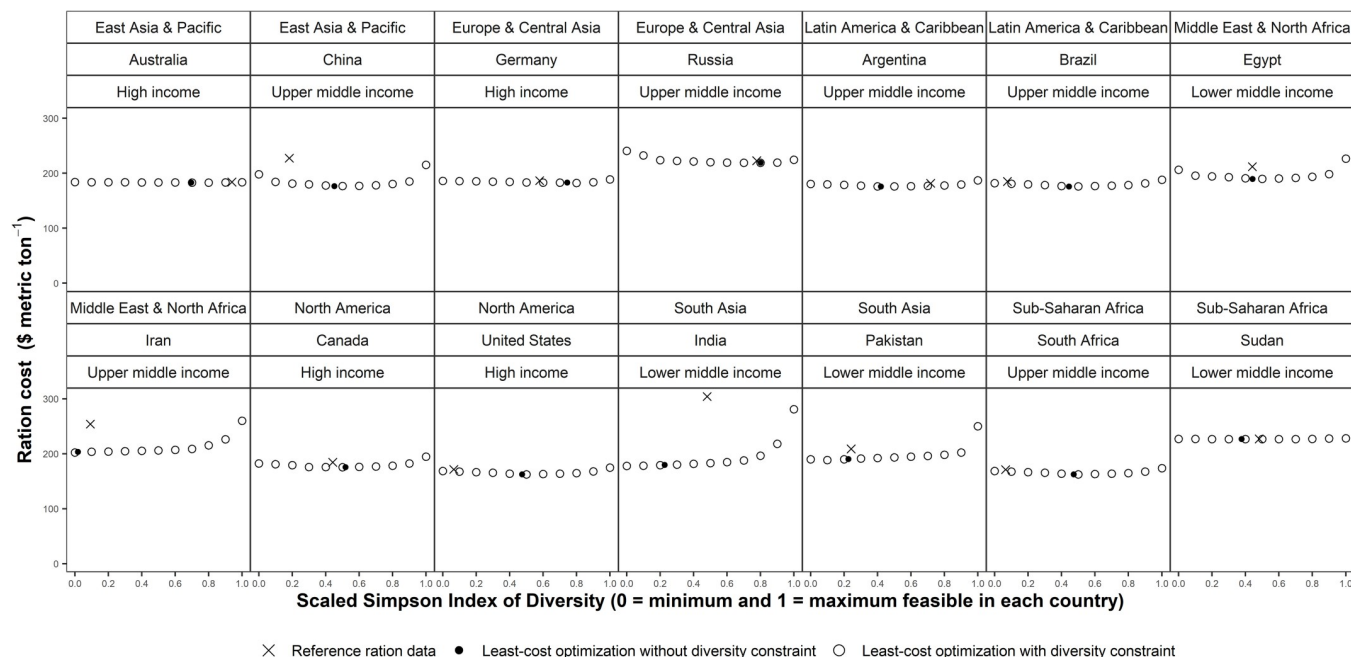 East Asia & Pacific East Asia & Pacific Europe & Central Asia Europe & Central Asia Latin America & Caribbean Latin America & Caribbean Middle East & North Africa
Australia China Germany Russia Argentina Brazil Egypt
High income Upper middle income High income Upper middle income Upper middle income Upper middle income Lower middle income
300
200
100
0
Ration cost ($ metric ton⁻¹)
Middle East & North Africa North America North America South Asia South Asia Sub-Saharan Africa Sub-Saharan Africa
Iran Canada United States India Pakistan South Africa Sudan
Upper middle income High income High income Lower middle income Lower middle income Upper middle income Lower middle income
300
200
100
0
0.0 0.2 0.4 0.6 0.8 1.0 0.0 0.2 0.4 0.6 0.8 1.0 0.0 0.2 0.4 0.6 0.8 1.0 0.0 0.2 0.4 0.6 0.8 1.0 0.0 0.2 0.4 0.6 0.8 1.0 0.0 0.2 0.4 0.6 0.8 1.0 0.0 0.2 0.4 0.6 0.8 1.0
Scaled Simpson Index of Diversity (0 = minimum and 1 = maximum feasible in each country)
Reference ration data Least-cost optimization without diversity constraint Least-cost optimization with diversity constraint